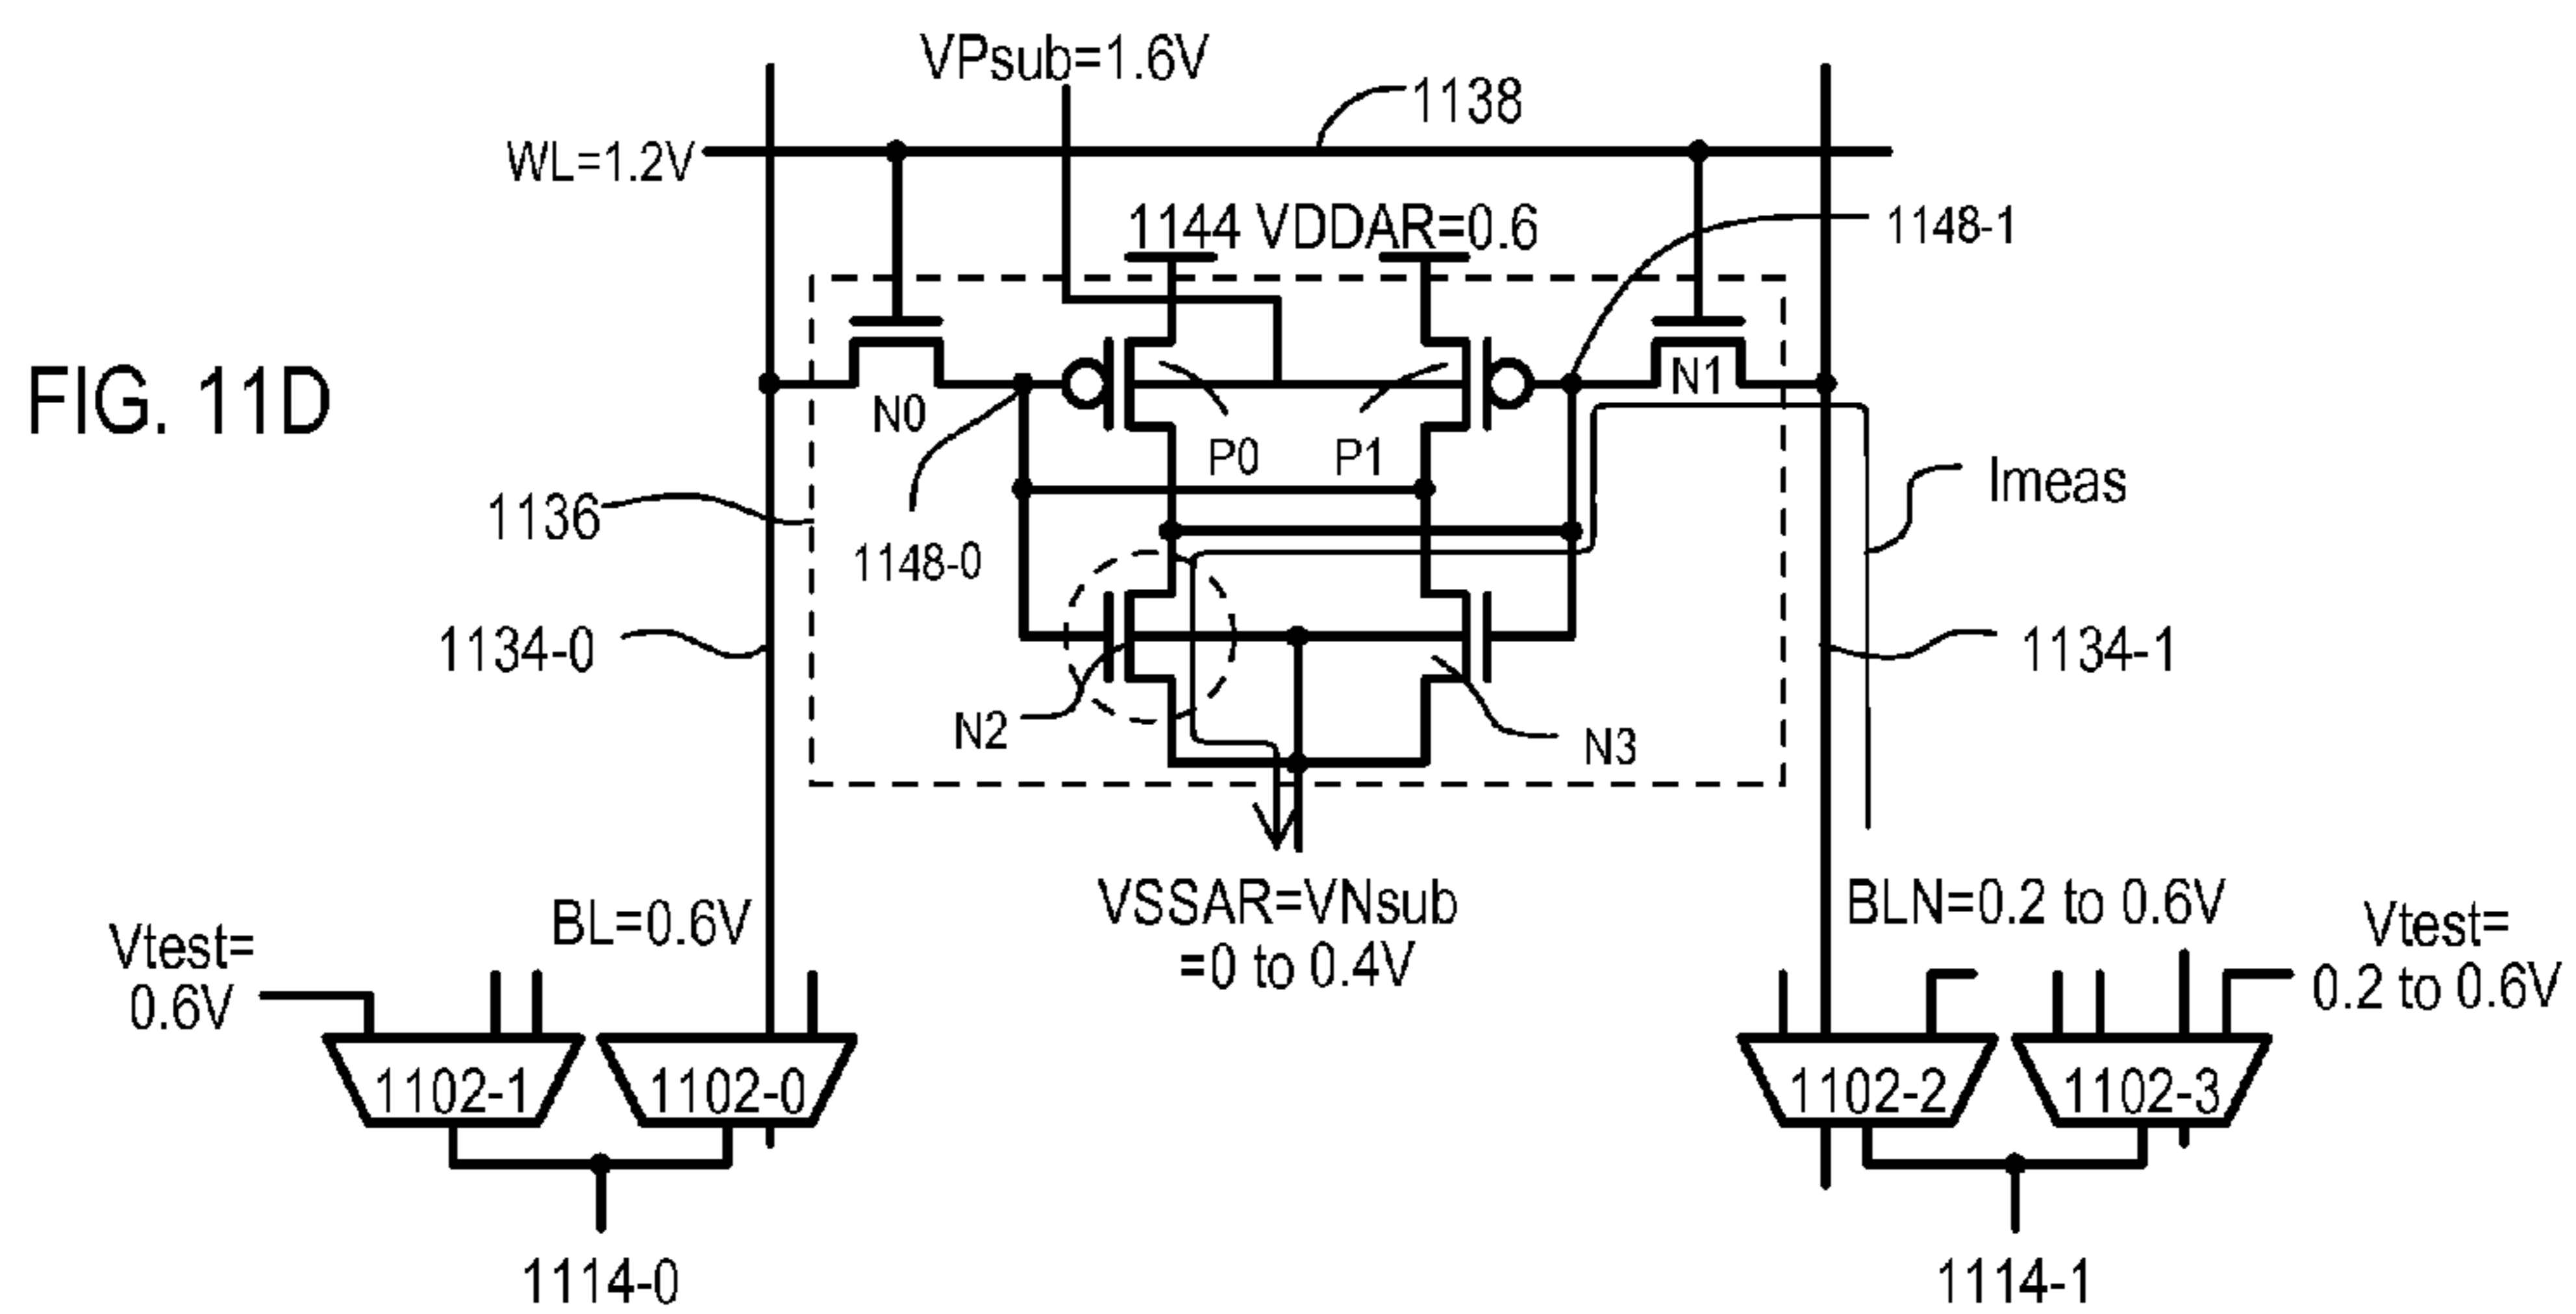 FIG. 11D
VPsub=1.6V
1138
WL=1.2V
1144 VDDAR=0.6
1148-1
N0
N1
P0
P1
Imeas
1136
1148-0
1134-0
1134-1
N2
N3
VSSAR=VNsub
=0 to 0.4V
BL=0.6V
BLN=0.2 to 0.6V
Vtest=
0.6V
Vtest=
0.2 to 0.6V
1102-1
1102-0
1102-2
1102-3
1114-0
1114-1